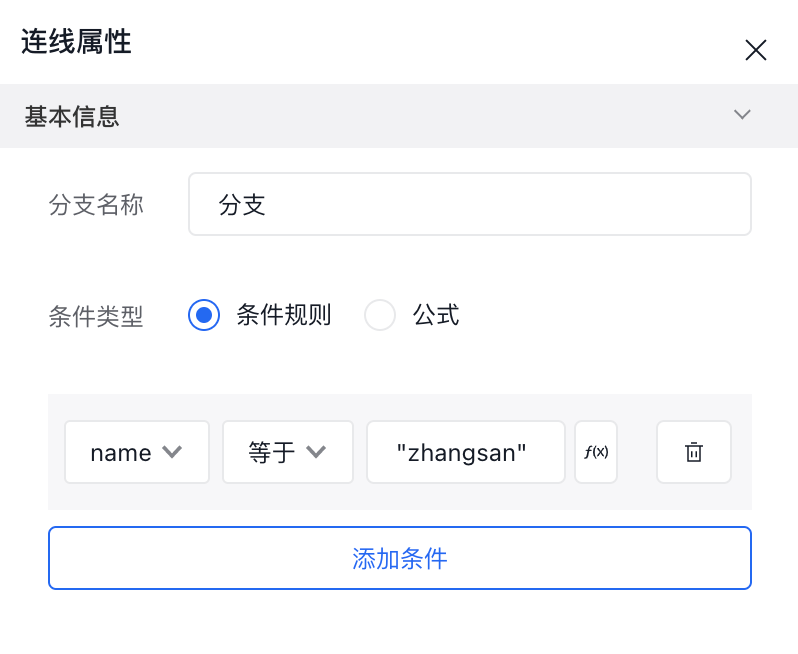 连线属性
基本信息
分支名称 分支
条件类型 条件规则 公式
name 等于 "zhangsan" f(x)
添加条件